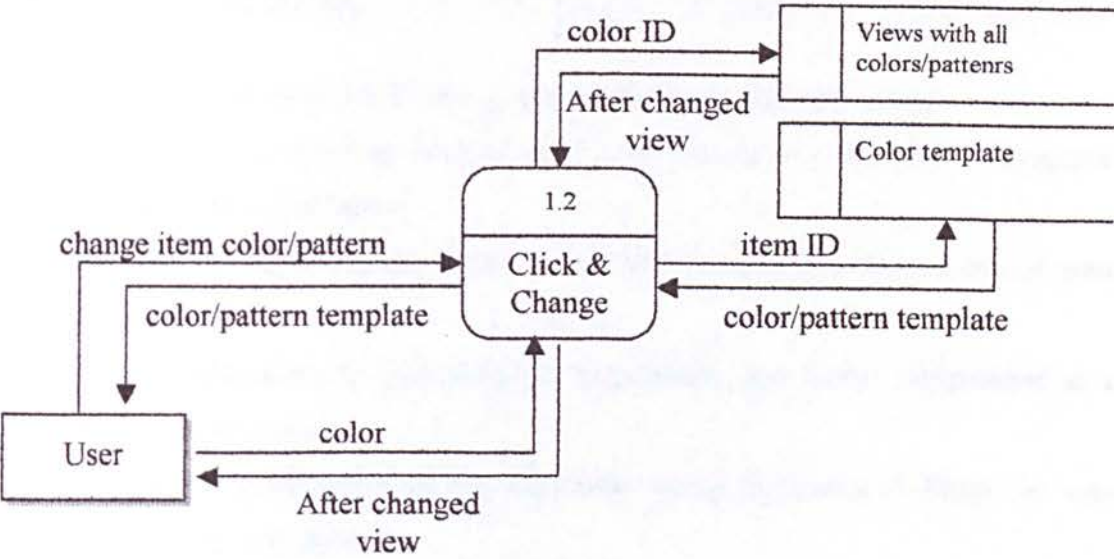 color ID
Views with all
colors/pattenrs
After changed
view
Color template
1.2
change item color/pattern
item ID
Click &
Change
color/pattern template
color/pattern template
User
color
After changed
view